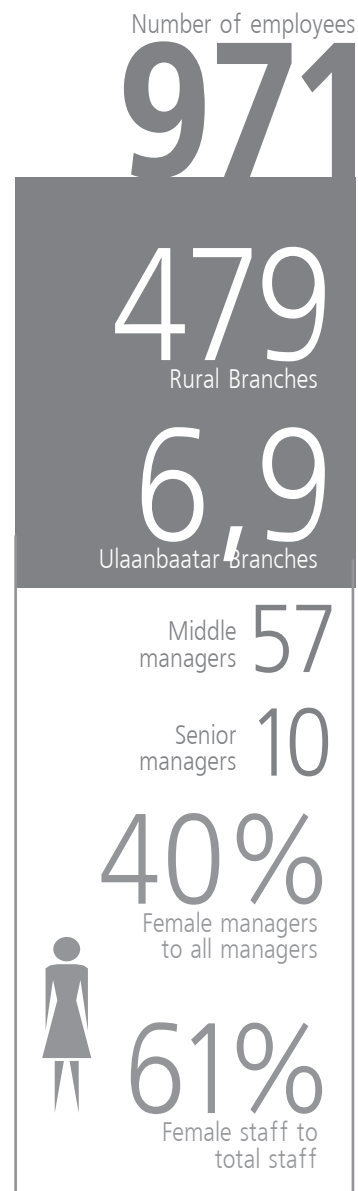 Number of employees
971
479
Rural Branches
6,9
Ulaanbaatar Branches
Middle
managers
57
Senior
managers
10
40%
Female managers
to all managers
61%
Female staff to
total staff